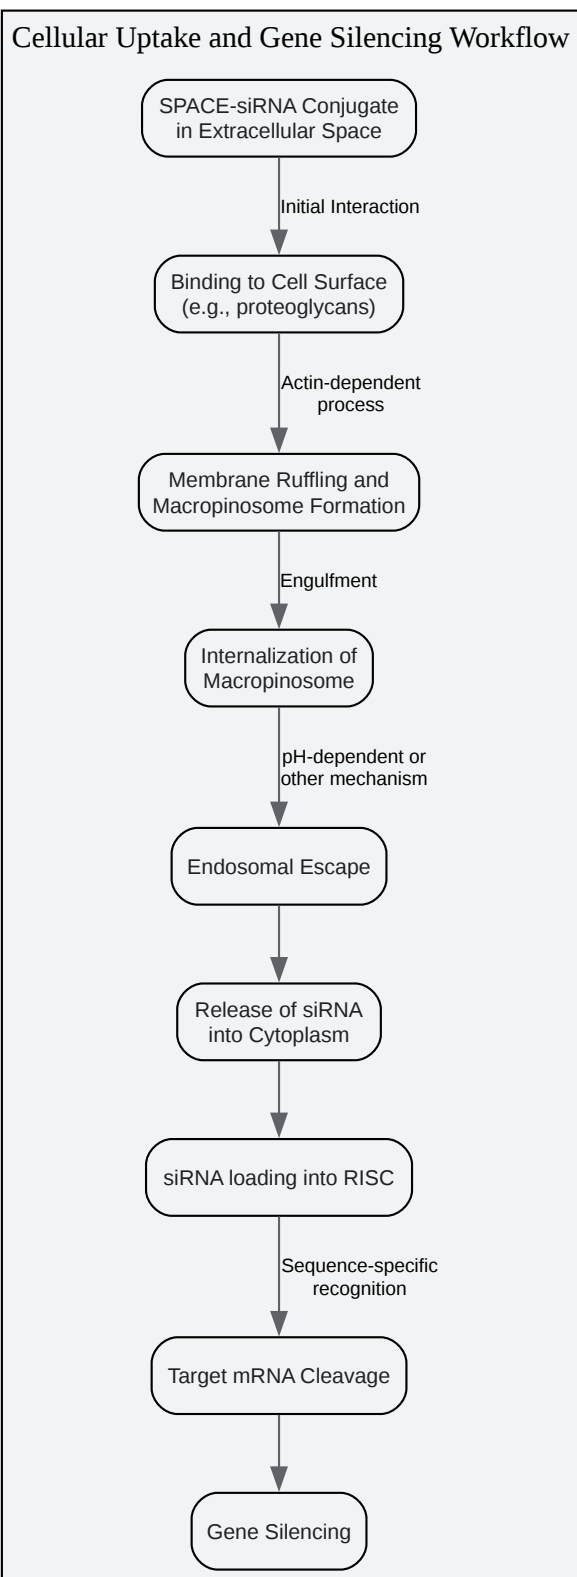 Cellular Uptake and Gene Silencing Workflow
SPACE-siRNA Conjugate
in Extracellular Space
Initial Interaction
Binding to Cell Surface
(e.g., proteoglycans)
Actin-dependent
process
Membrane Ruffling and
Macropinosome Formation
Engulfment
Internalization of
Macropinosome
pH-dependent or
other mechanism
Endosomal Escape
Release of siRNA
into Cytoplasm
siRNA loading into RISC
Sequence-specific
recognition
Target mRNA Cleavage
Gene Silencing